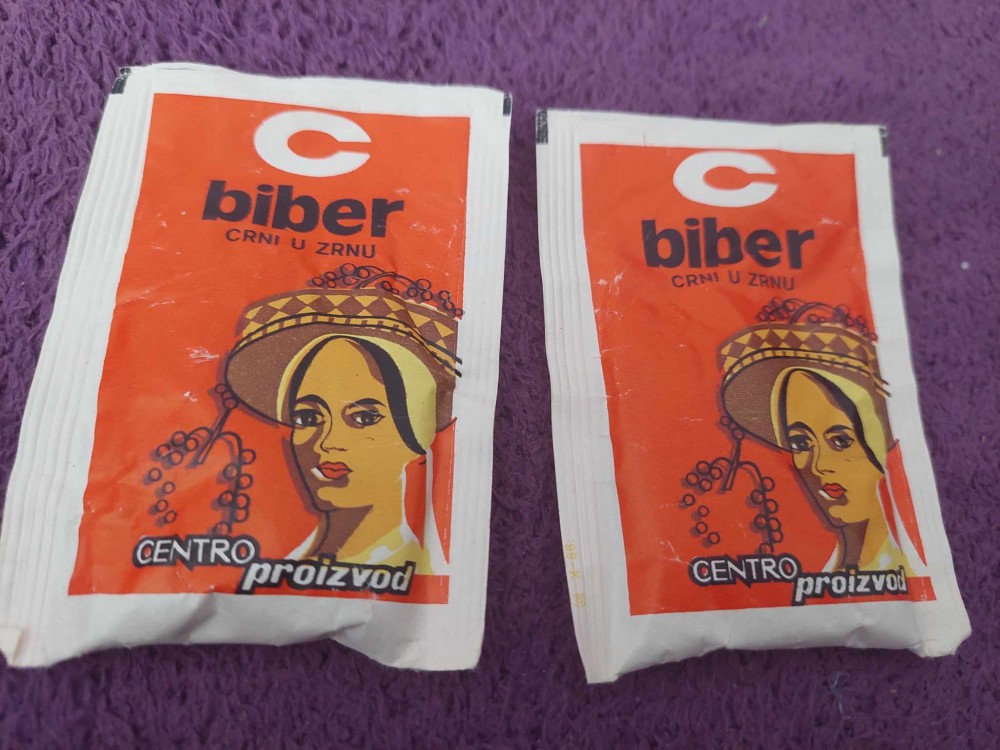 C
biber
CRNI U ZRNU
CENTRO
proizvod
C
biber
CRNI U ZRNU
CENTRO
proizvod